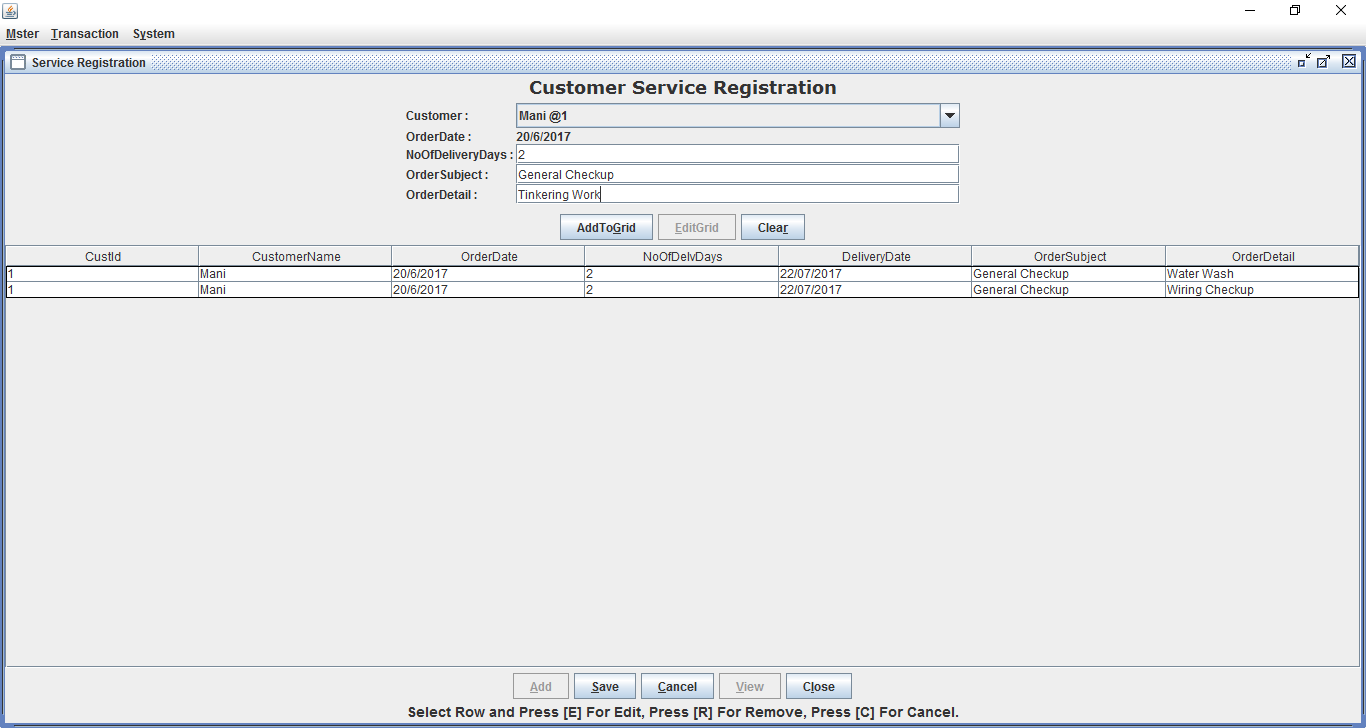 Mster Transaction System
Service Registration
Customer Service Registration
Customer : Mani @1
OrderDate : 20/6/2017
NoOfDeliveryDays : 2
OrderSubject : General Checkup
OrderDetail : Tinkering Work
AddToGrid EditGrid Clear
CustId CustomerName OrderDate NoOfDelvDays DeliveryDate OrderSubject OrderDetail
1 Mani 20/6/2017 2 22/07/2017 General Checkup Water Wash
1 Mani 20/6/2017 2 22/07/2017 General Checkup Wiring Checkup
Add Save Cancel View Close
Select Row and Press [E] For Edit, Press [R] For Remove, Press [C] For Cancel.